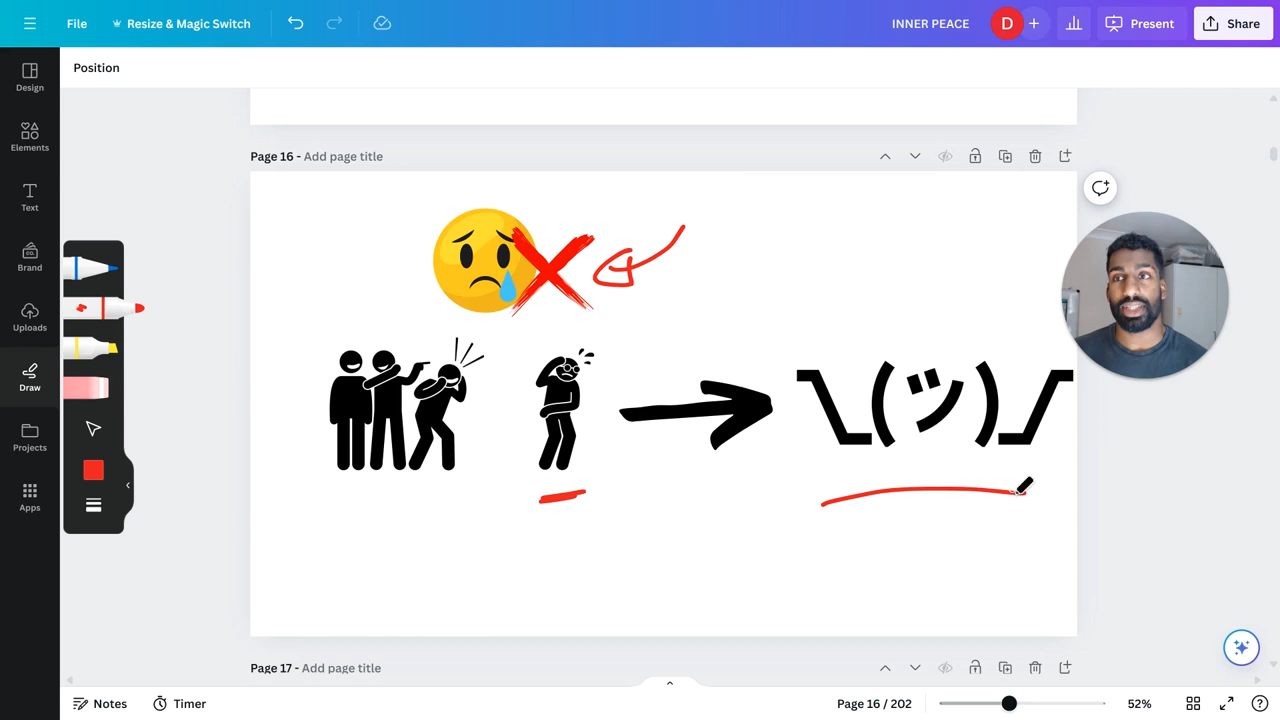 File
Resize & Magic Switch
INNER PEACE
D
Present
Share
Position
Design
Elements
Text
Brand
Uploads
Draw
Projects
Apps
Page 16 - Add page title
¯\_(ツ)_/¯
Page 17 - Add page title
Notes
Timer
Page 16 / 202
52%